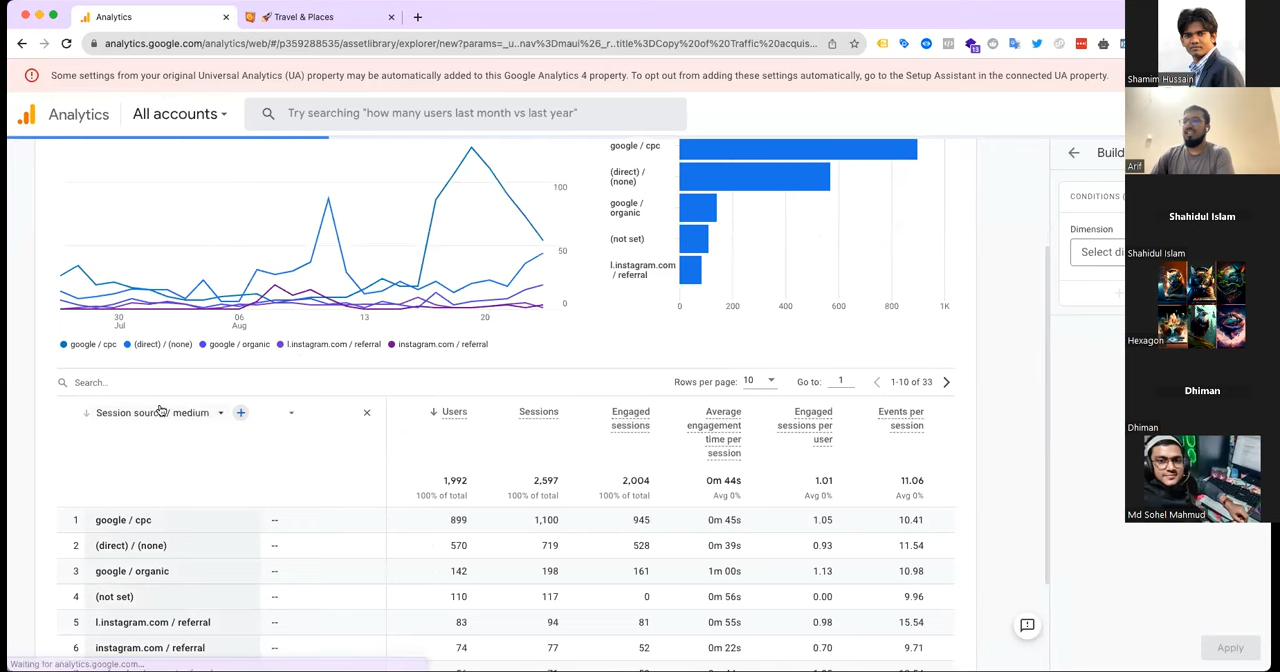 Analytics
Travel & Places
analytics.google.com/analytics/web/#/p359288535/assetlibrary/explorer/new?params=_u..nav%3Dmaui%26_r..title%3DCopy%20of%20Traffic%20acquis...
13
Some settings from your original Universal Analytics (UA) property may be automatically added to this Google Analytics 4 property. To opt out from adding these settings automatically, go to the Setup Assistant in the connected UA property.
Analytics
All accounts
Try searching "how many users last month vs last year"
100
50
0
30
Jul
06
Aug
13
20
google / cpc
(direct) / (none)
google / organic
l.instagram.com / referral
instagram.com / referral
google / cpc
(direct) /
(none)
google /
organic
(not set)
l.instagram.com
/ referral
0
200
400
600
800
1K
Build
CONDITIONS (
Dimension
Select di
Search...
Rows per page:
10
Go to:
1
1-10 of 33
Session source / medium
Users
Sessions
Engaged
sessions
Average
engagement
time per
session
Engaged
sessions per
user
Events per
session
1,992
2,597
2,004
0m 44s
1.01
11.06
100% of total
100% of total
100% of total
Avg 0%
Avg 0%
Avg 0%
1 google / cpc -- 899 1,100 945 0m 45s 1.05 10.41
2 (direct) / (none) -- 570 719 528 0m 39s 0.93 11.54
3 google / organic -- 142 198 161 1m 00s 1.13 10.98
4 (not set) -- 110 117 0 0m 56s 0.00 9.96
5 l.instagram.com / referral -- 83 94 81 0m 55s 0.98 15.54
6 instagram.com / referral -- 74 77 52 0m 22s 0.70 9.71
Waiting for analytics.google.com...
Apply
Shamim Hussain
Arif
Shahidul Islam
Shahidul Islam
Hexagon
Dhiman
Dhiman
Md Sohel Mahmud